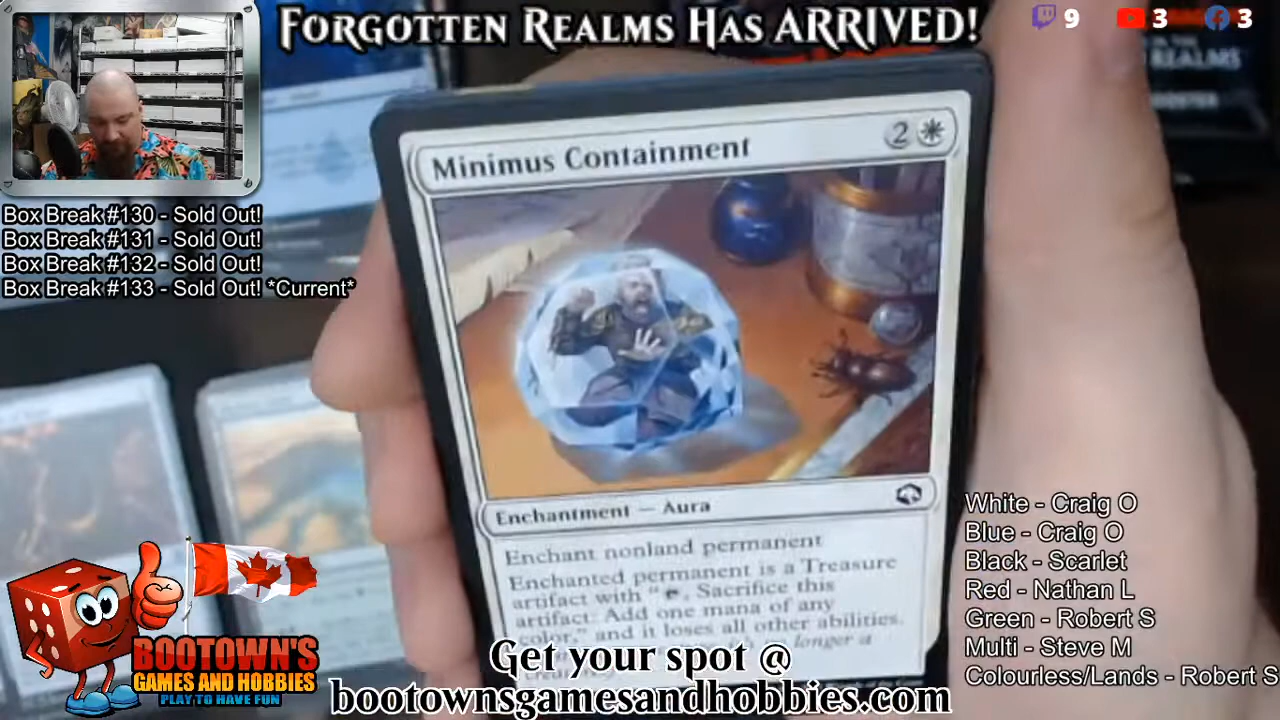 FORGOTTEN REALMS HAS ARRIVED!
9 3 3
REALMS
BOOSTER
Box Break #130 - Sold Out!
Box Break #131 - Sold Out!
Box Break #132 - Sold Out!
Box Break #133 - Sold Out! *Current*
Minimus Containment 2
Enchantment — Aura
Enchant nonland permanent
Enchanted permanent is a Treasure
artifact with “ , Sacrifice this
artifact: Add one mana of any
color,” and it loses all other abilities.
longer a
White - Craig O
Blue - Craig O
Black - Scarlet
Red - Nathan L
Green - Robert S
Multi - Steve M
Colourless/Lands - Robert S
BOOTOWN'S
GAMES AND HOBBIES
PLAY TO HAVE FUN
Get your spot @
bootownsgamesandhobbies.com